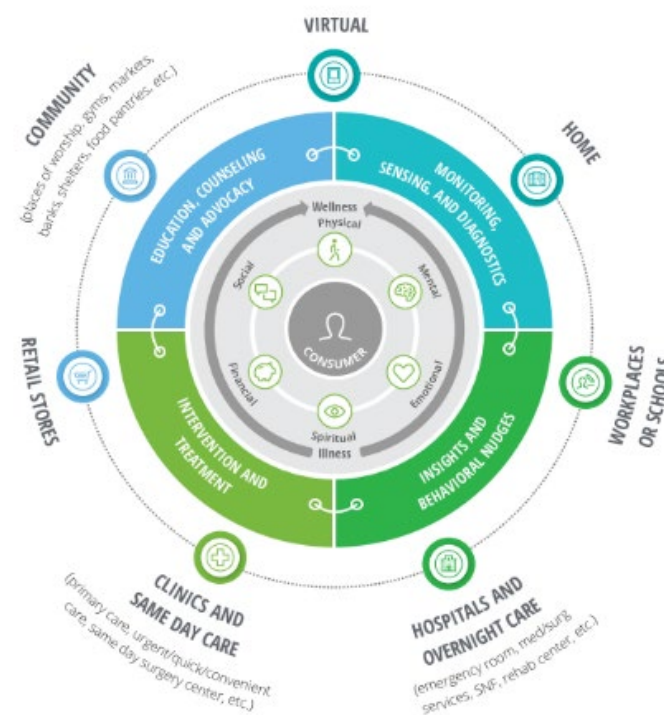 VIRTUAL
COMMUNITY
(places of worship, gyms, markets,
banks, shelters, food pantries, etc.)
HOME
EDUCATION, COUNSELING
AND ADVOCACY
MONITORING,
SENSING, AND DIAGNOSTICS
Wellness
Physical
Social
Mental
CONSUMER
Financial
Emotional
Spiritual
Illness
RETAIL STORES
WORKPLACES
OR SCHOOLS
INTERVENTION AND
TREATMENT
INSIGHTS AND
BEHAVIORAL NUDGES
CLINICS AND
SAME DAY CARE
(primary care, urgent/quick/convenient
care, same day surgery center, etc.)
HOSPITALS AND
OVERNIGHT CARE
(emergency room, med/surg
services, SNF, rehab center, etc.)